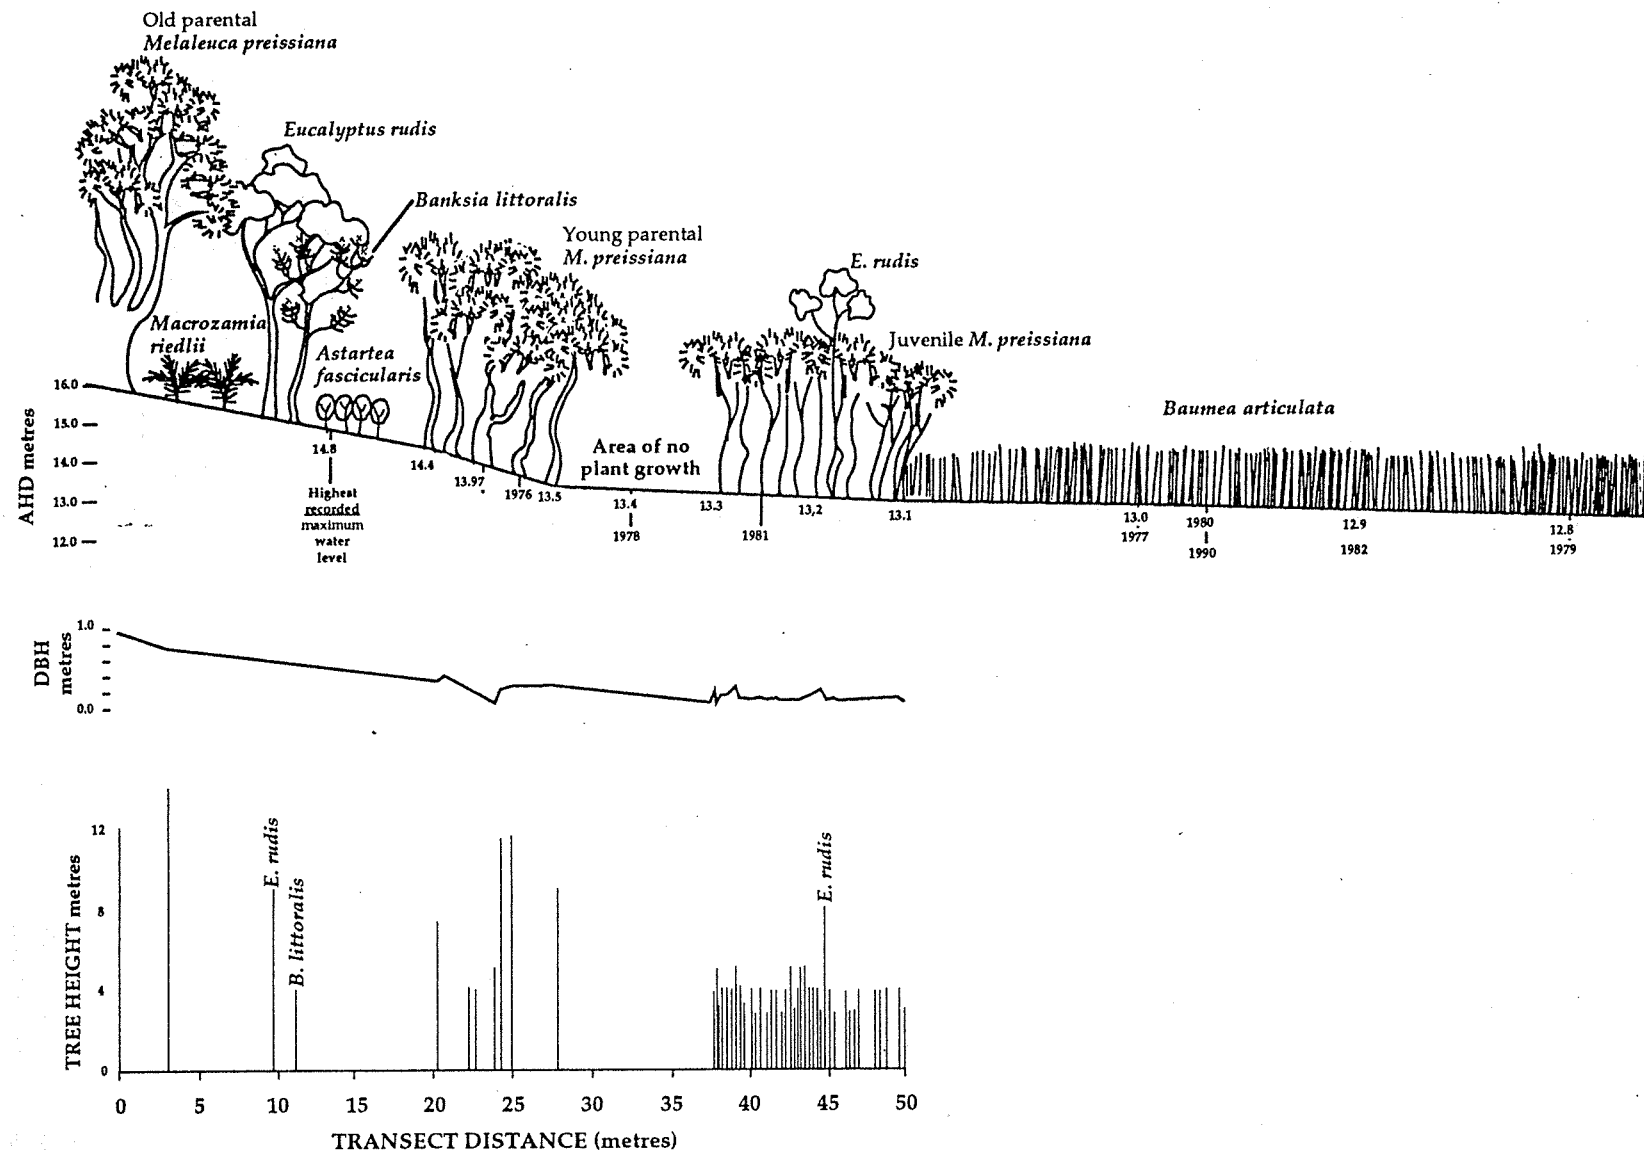 Old parental
Melaleuca preissiana
Eucalyptus rudis
Banksia littoralis
Young parental
M. preissiana
E. rudis
Juvenile M. preissiana
Macrozamia
riedlii
Astartea
fascicularis
Baumea articulata
Area of no
plant growth
AHD metres
16.0
15.0
14.0
13.0
12.0
14.8
Highest
recorded
maximum
water
level
14.4
13.97
1976
13.5
13.4
1978
13.3
1981
13,2
13.1
13.0
1977
1980
1990
12.9
1982
12.8
1979
DBH
metres
1.0
0.0
TREE HEIGHT metres
12
8
4
0
E. rudis
B. littoralis
E. rudis
0 5 10 15 20 25 30 35 40 45 50
TRANSECT DISTANCE (metres)